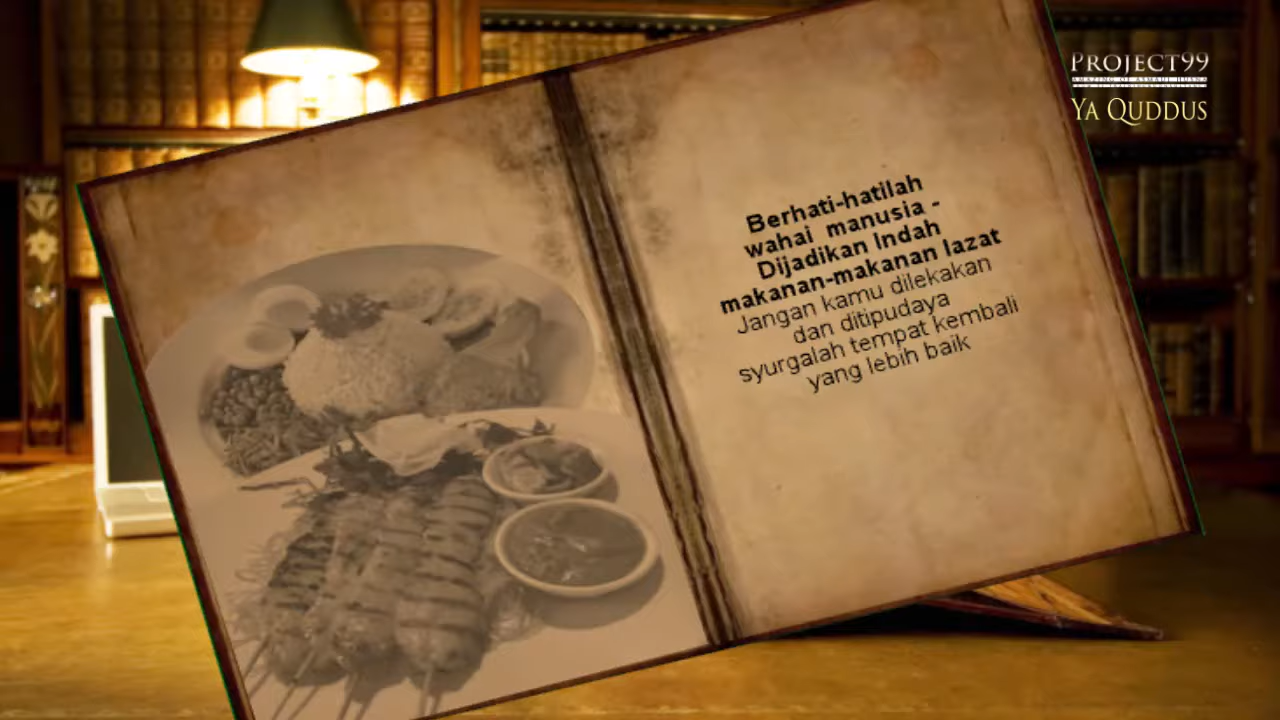 PROJECT99
YA QUDDUS
Berhati-hatilah
wahai manusia -
Dijadikan Indah
makanan-makanan lazat
Jangan kamu dilekakan
dan ditipudaya
syurgalah tempat kembali
yang lebih baik